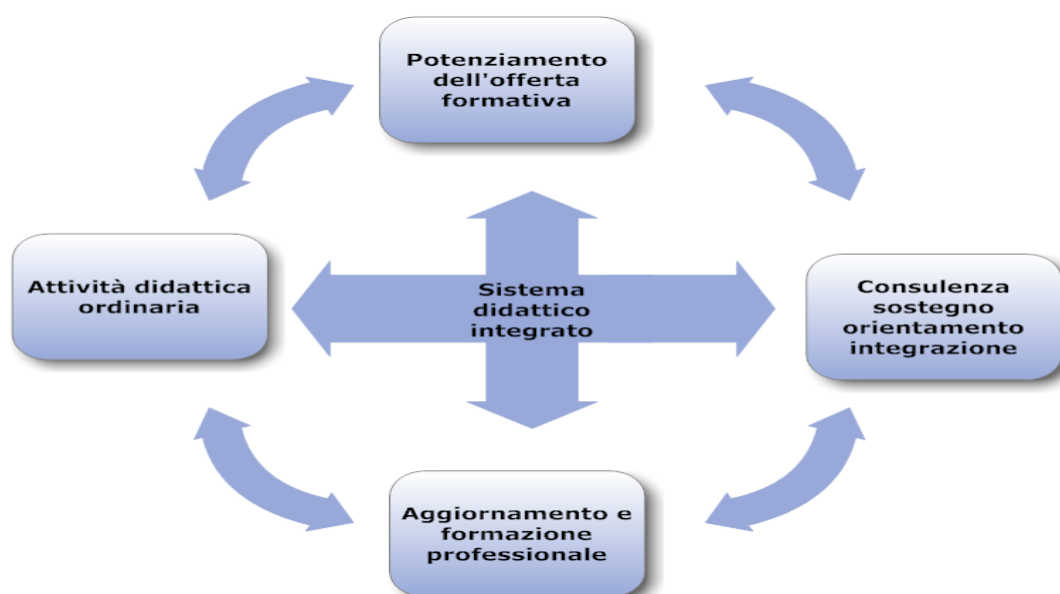 Potenziamento
dell'offerta
formativa
Attività didattica
ordinaria
Sistema
didattico
integrato
Consulenza
sostegno
orientamento
integrazione
Aggiornamento e
formazione
professionale